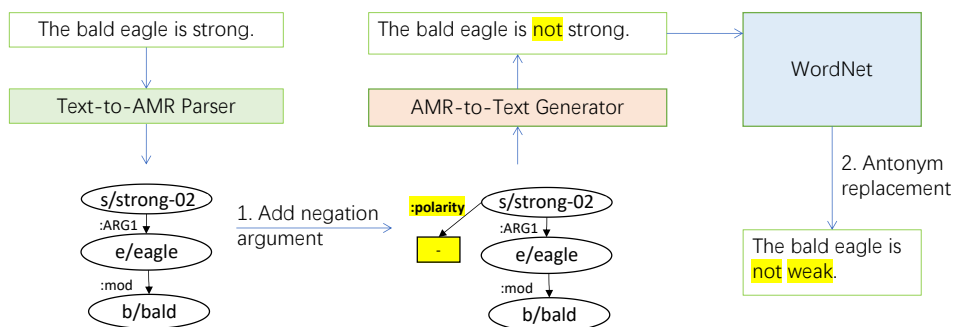 The bald eagle is strong.
Text-to-AMR Parser
s/strong-02
:ARG1
e/eagle
:mod
b/bald
1. Add negation
argument
:polarity
-
s/strong-02
:ARG1
e/eagle
:mod
b/bald
AMR-to-Text Generator
The bald eagle is not strong.
WordNet
2. Antonym
replacement
The bald eagle is
not weak.